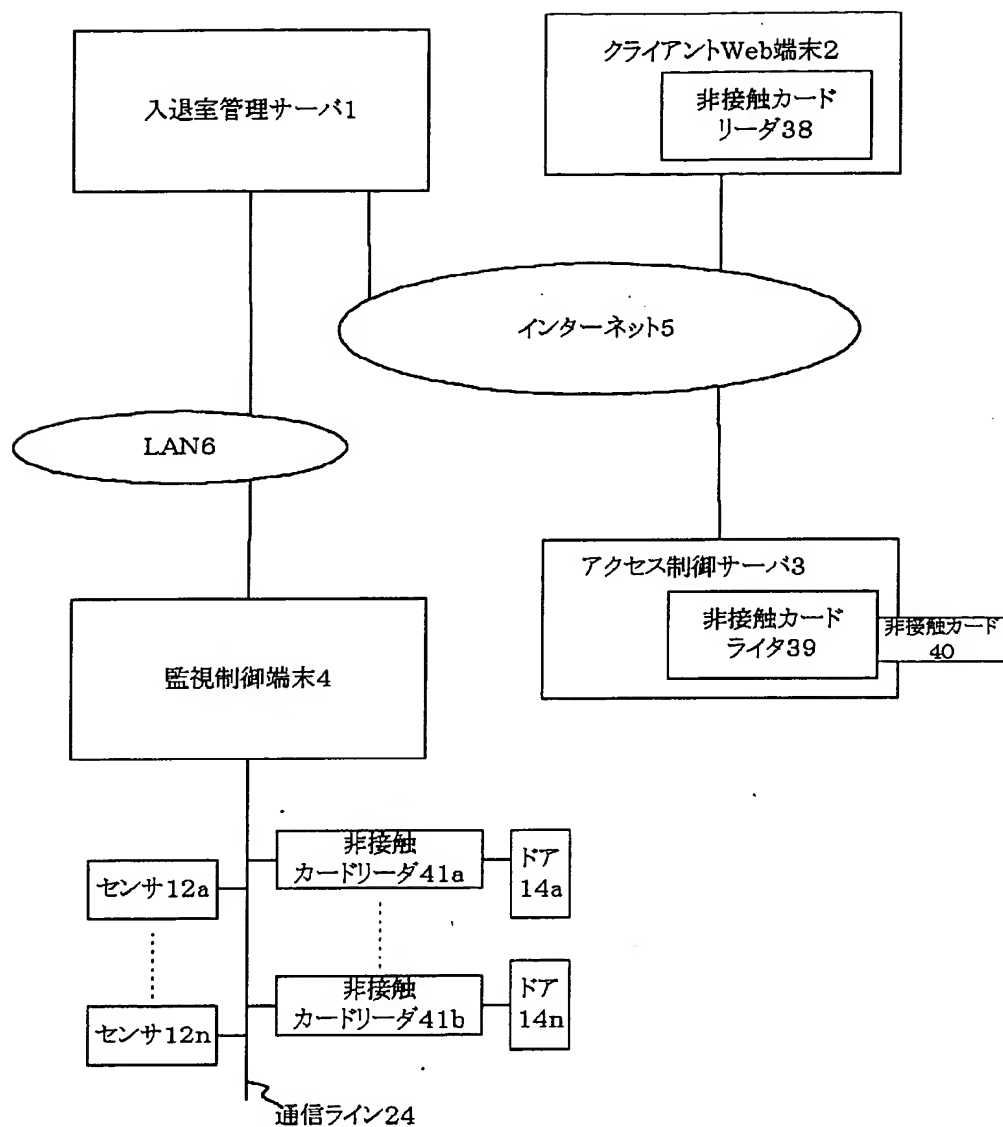 入退室管理サーバ1
クライアントWeb端末2
非接触カード
リーダ38
インターネット5
LAN6
アクセス制御サーバ3
非接触カード
ライタ39
非接触カード
40
監視制御端末4
非接触
カードリーダ41a
ドア
14a
センサ12a
非接触
カードリーダ41b
ドア
14n
センサ12n
通信ライン24